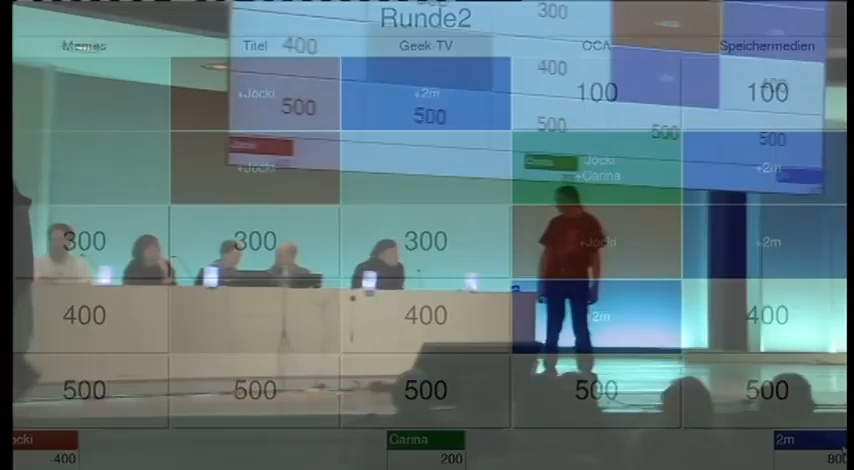 Runde2
Memes Titel Geek-TV OCA Speichermedien
300
400
400
+Jocki
+2m
100
100
400
500
500
500
500
500
Jocki
Carina
+Jocki
Jocki
+Carina
+2m
300 300 300 +Jocki +2m
400 400 +2m 400
500 500 500 500 500
ocki Carina 2m
-400 200 800